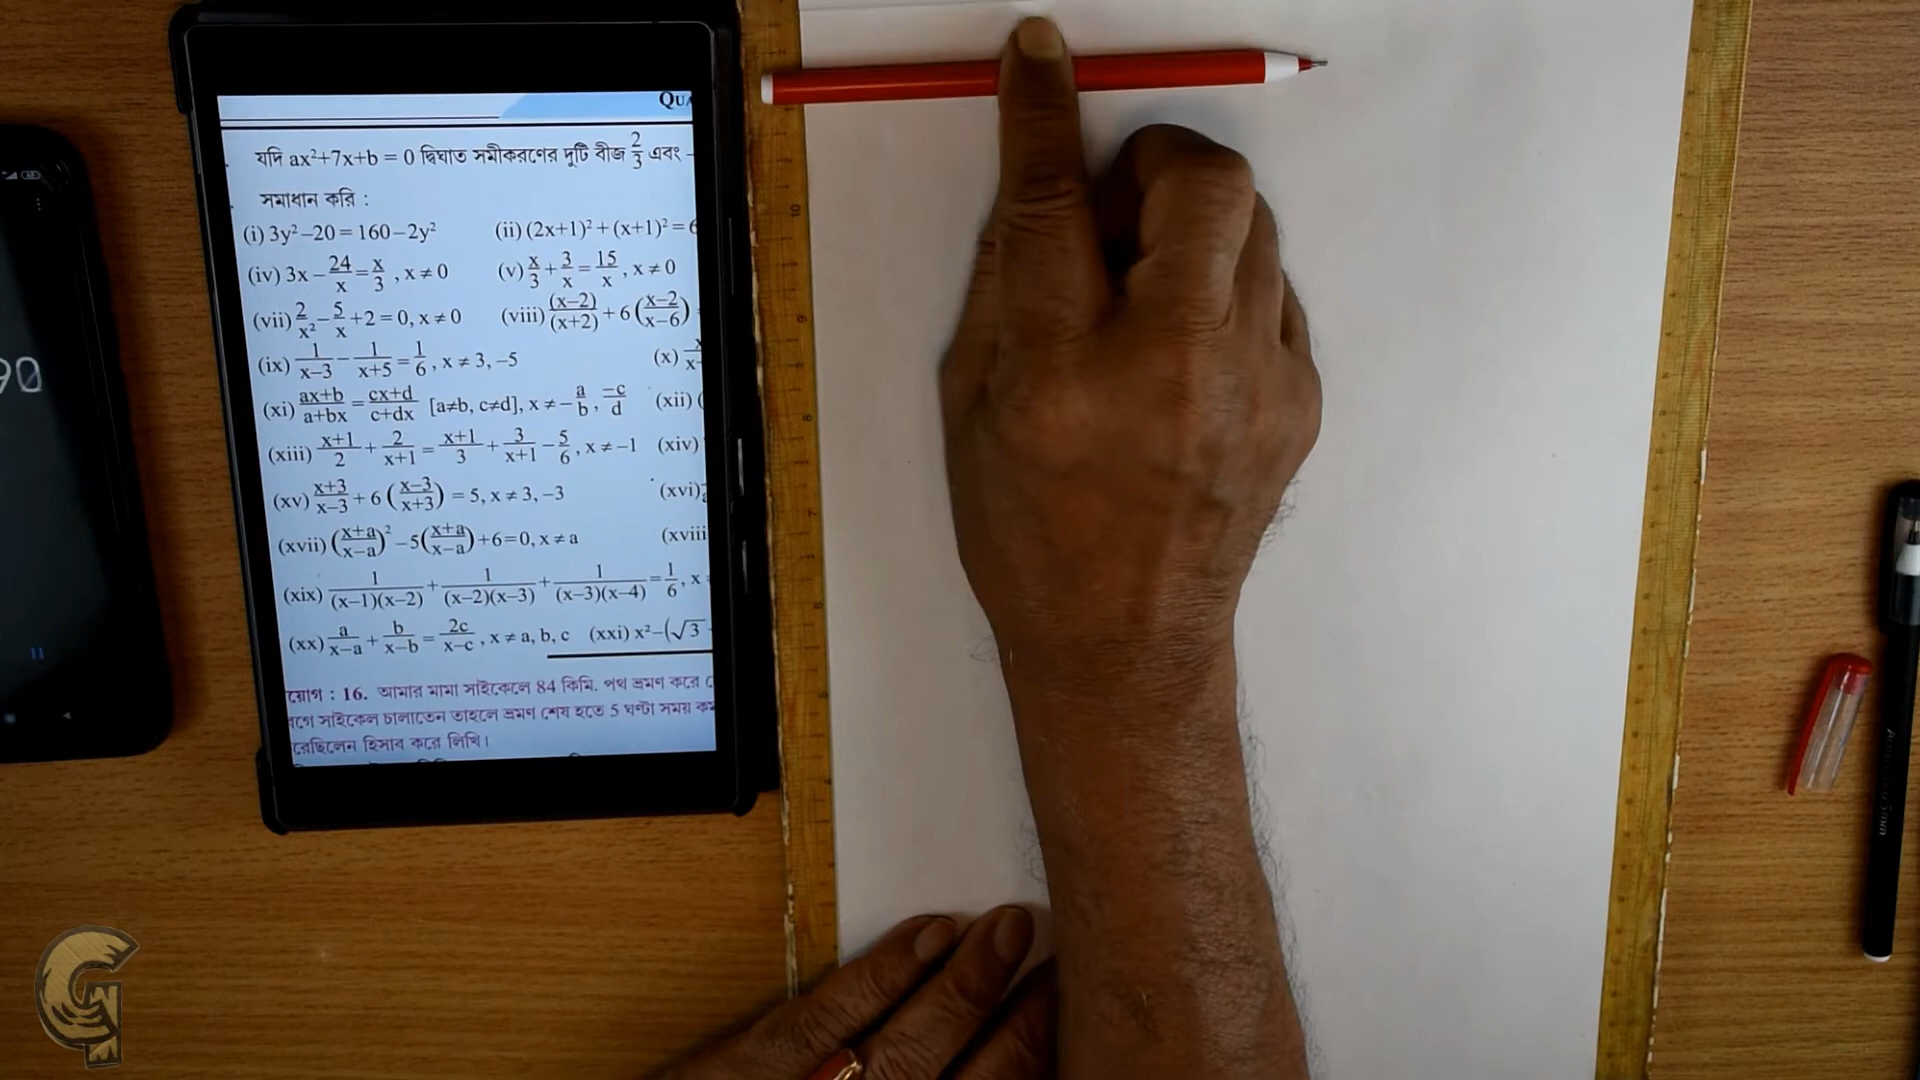 QUA
যদি ax²+7x+b = 0 দ্বিঘাত সমীকরণের দুটি বীজ 2/3 এবং
সমাধান করি :
(i) 3y²–20 = 160–2y² (ii) (2x+1)² + (x+1)² = 6
(iv) 3x – 24/x = x/3 , x ≠ 0 (v) x/3 + 3/x = 15/x , x ≠ 0
(vii) 2/x² – 5/x +2 = 0, x ≠ 0 (viii) (x–2)/(x+2) + 6 (x–2/x–6)
(ix) 1/x–3 – 1/x+5 = 1/6 , x ≠ 3, –5 (x) x/x–
(xi) ax+b/a+bx = cx+d/c+dx [a≠b, c≠d], x ≠ – a/b , –c/d (xii) (
(xiii) x+1/2 + 2/x+1 = x+1/3 + 3/x+1 – 5/6 , x ≠ –1 (xiv)
(xv) x+3/x–3 + 6 (x–3/x+3) = 5, x ≠ 3, –3 (xvi)
(xvii) (x+a/x–a)² –5(x+a/x–a) +6=0, x ≠ a (xviii
(xix) 1/(x–1)(x–2) + 1/(x–2)(x–3) + 1/(x–3)(x–4) = 1/6 , x
(xx) a/x–a + b/x–b = 2c/x–c , x ≠ a, b, c (xxi) x²–(√3
য়োগ : 16. আমার মামা সাইকেলে 84 কিমি. পথ ভ্রমণ করে
বেগে সাইকেল চালাতেন তাহলে ভ্রমণ শেষ হতে 5 ঘণ্টা সময় কম
রেছিলেন হিসাব করে লিখি।
90